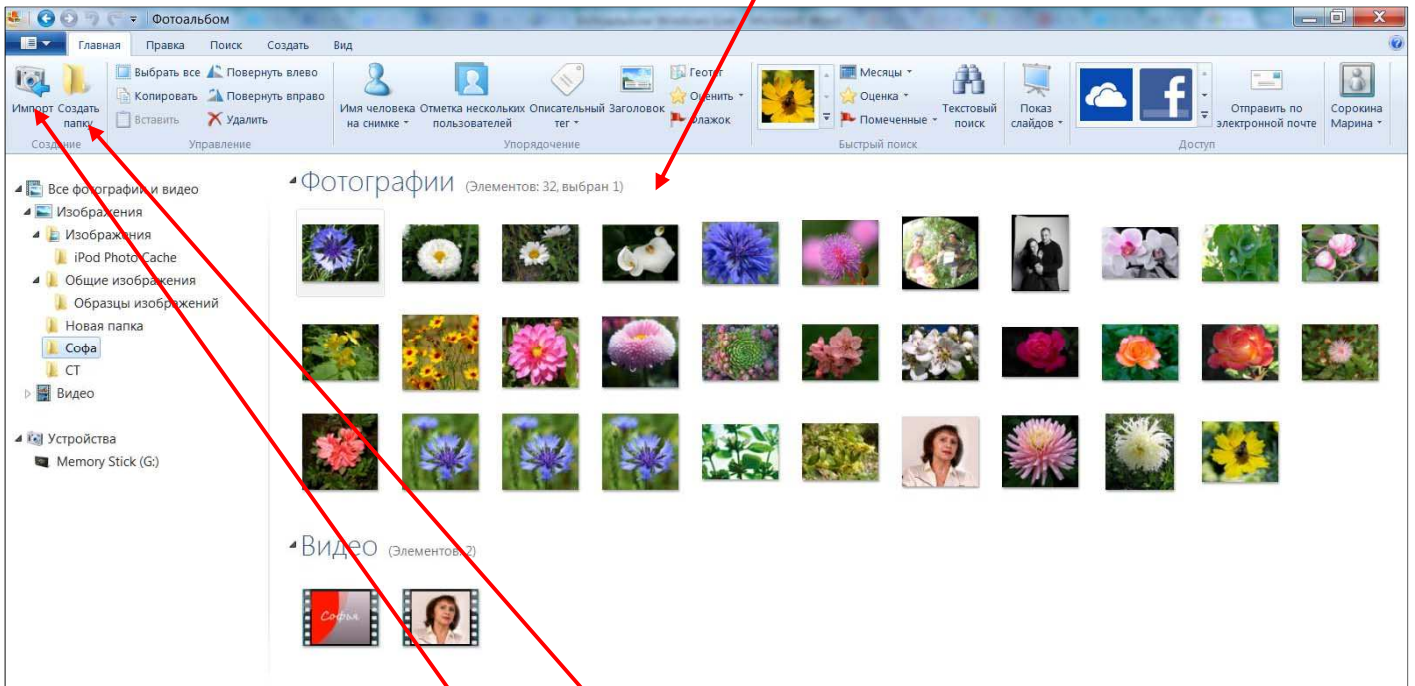 Фотоальбом
Главная Правка Поиск Создать Вид
Импорт Создать папку
Выбрать все Повернуть влево
Копировать Повернуть вправо
Вставить Удалить
Имя человека на снимке
Отметка нескольких пользователей
Описательный тег
Заголовок
Геотег
Оценить
Флажок
Месяцы
Оценка
Помеченные
Текстовый поиск
Показ слайдов
f
Отправить по электронной почте
Сорокина Марина
Создание Управление Упорядочение Быстрый поиск Доступ
Все фотографии и видео
Изображения
Изображения
iPod Photo Cache
Общие изображения
Образцы изображений
Новая папка
Софа
СТ
Видео
Устройства
Memory Stick (G:)
Фотографии (Элементов: 32, выбран 1)
Видео (Элементов: 2)
Софья